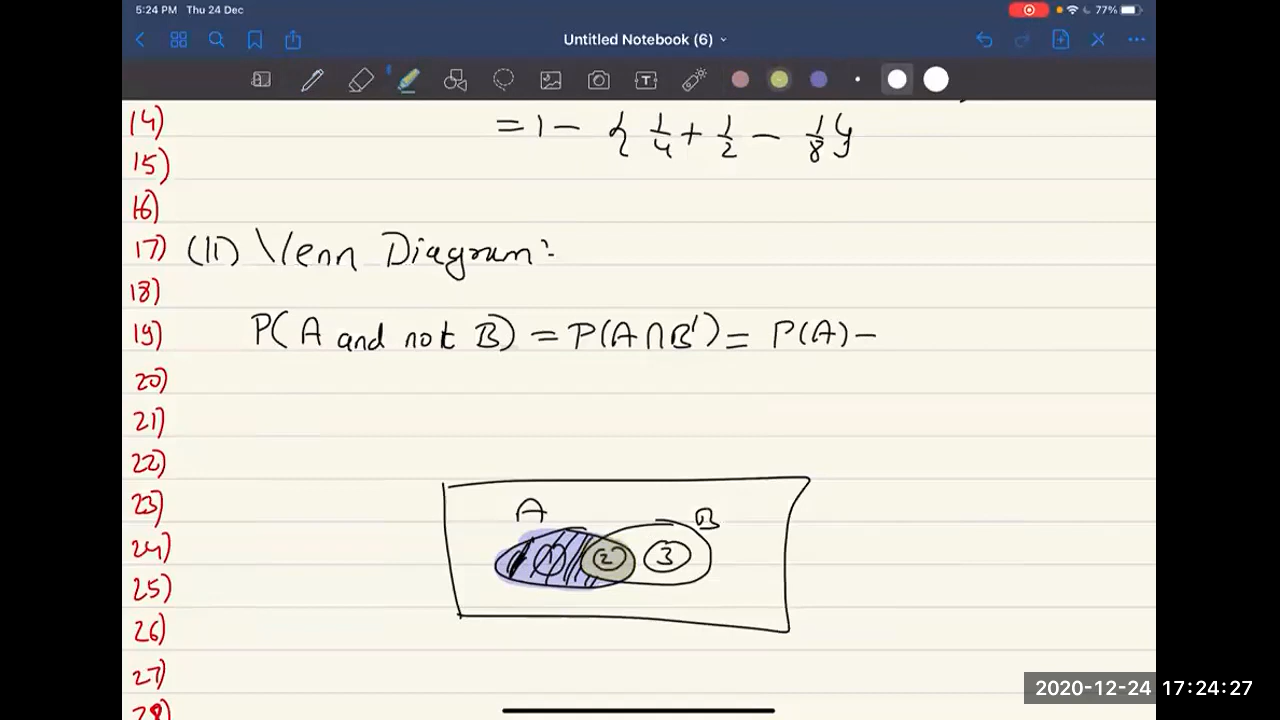 5:24 PM Thu 24 Dec
77%
Untitled Notebook (6)
14) = 1 - { 1/4 + 1/2 - 1/8 }
15)
16)
17) (II) Venn Diagram:
18)
19) P(A and not B) = P(A∩B') = P(A) -
20)
21)
22)
23) A B
24) 1 2 3
25)
26)
27)
28)
2020-12-24 17:24:27